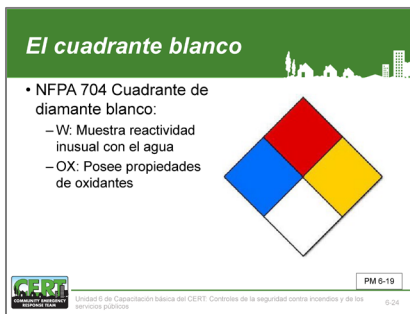 El cuadrante blanco
• NFPA 704 Cuadrante de
diamante blanco:
– W: Muestra reactividad
inusual con el agua
– OX: Posee propiedades
de oxidantes
PM 6-19
CERT
COMMUNITY EMERGENCY
RESPONSE TEAM
Unidad 6 de Capacitación básica del CERT. Controles de la seguridad contra incendios y de los
servicios públicos
6-24